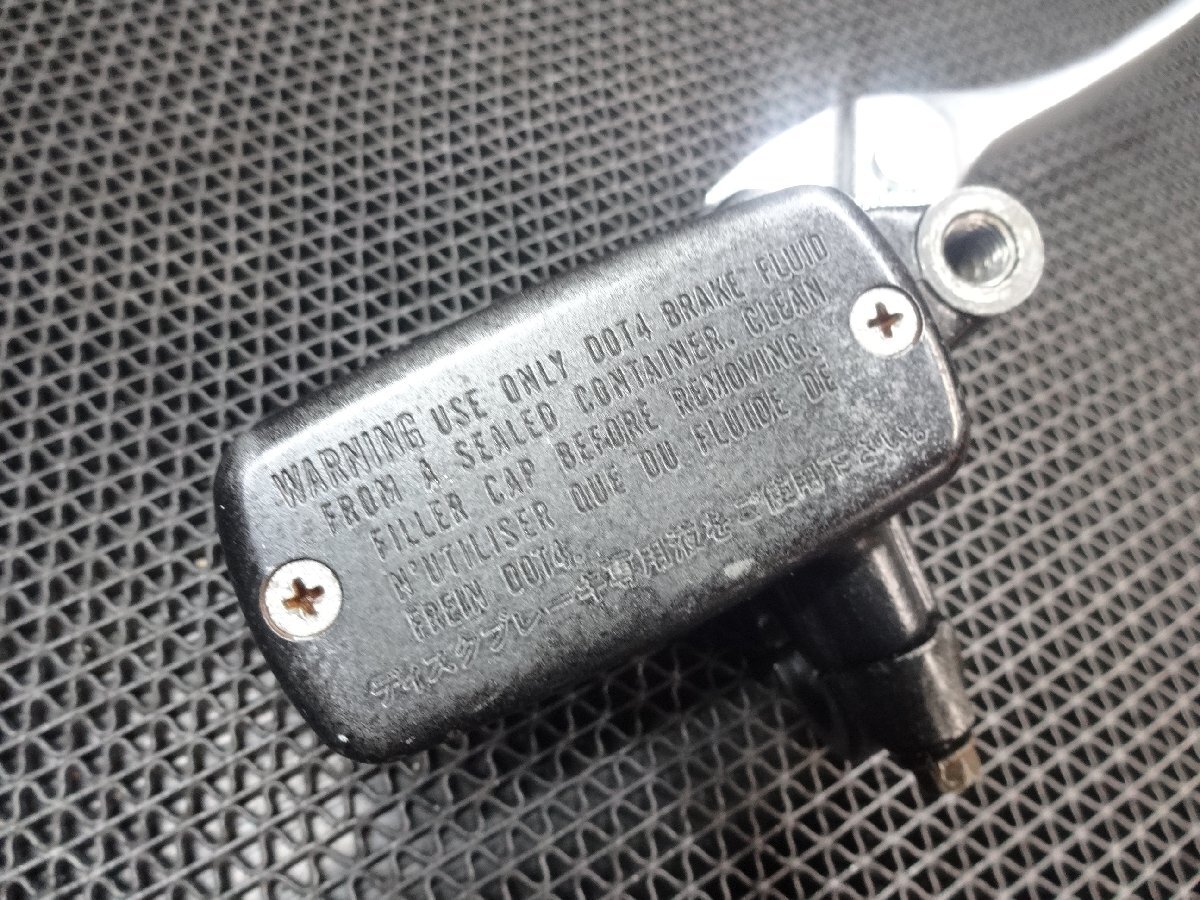 WARNING USE ONLY DOT4 BRAKE FLUID
FROM A SEALED CONTAINER. CLEAN
FILLER CAP BEFORE REMOVING.
N'UTILISER QUE DU FLUIDE DE
FREIN DOT4.
ディスクブレーキ専用液をご使用下さい。